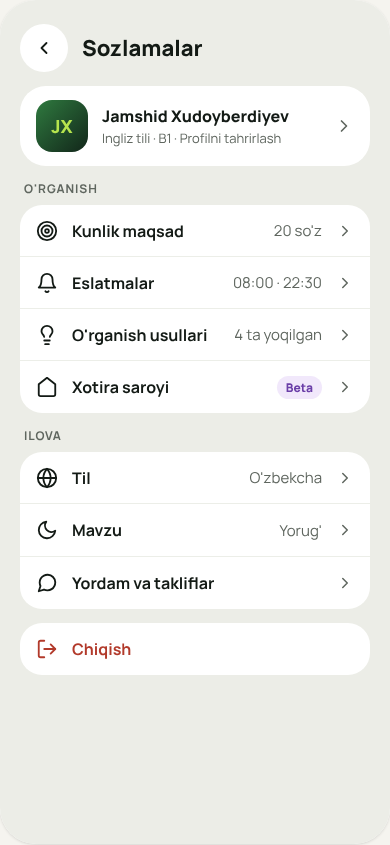 Sozlamalar
JX
Jamshid Xudoyberdiyev
Ingliz tili · B1 · Profilni tahrirlash
O'RGANISH
Kunlik maqsad 20 so'z
Eslatmalar 08:00 · 22:30
O'rganish usullari 4 ta yoqilgan
Xotira saroyi Beta
ILOVA
Til O'zbekcha
Mavzu Yorug'
Yordam va takliflar
Chiqish